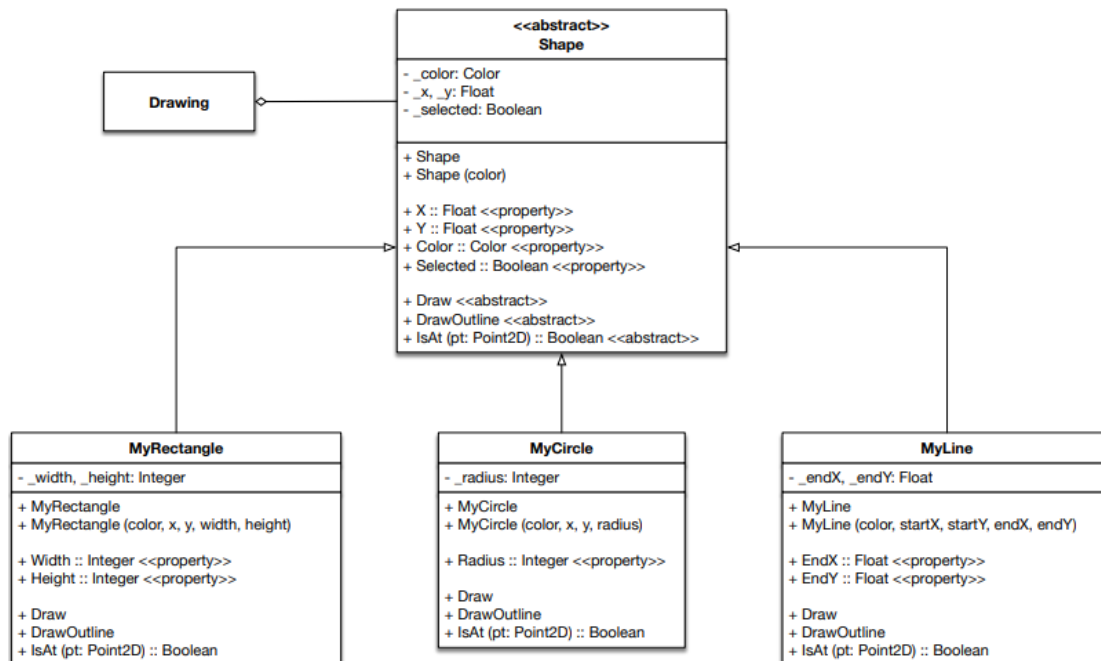 <<abstract>>
Shape
- _color: Color
- _x, _y: Float
- _selected: Boolean
+ Shape
+ Shape (color)
+ X :: Float <<property>>
+ Y :: Float <<property>>
+ Color :: Color <<property>>
+ Selected :: Boolean <<property>>
+ Draw <<abstract>>
+ DrawOutline <<abstract>>
+ IsAt (pt: Point2D) :: Boolean <<abstract>>
Drawing
MyRectangle
- _width, _height: Integer
+ MyRectangle
+ MyRectangle (color, x, y, width, height)
+ Width :: Integer <<property>>
+ Height :: Integer <<property>>
+ Draw
+ DrawOutline
+ IsAt (pt: Point2D) :: Boolean
MyCircle
- _radius: Integer
+ MyCircle
+ MyCircle (color, x, y, radius)
+ Radius :: Integer <<property>>
+ Draw
+ DrawOutline
+ IsAt (pt: Point2D) :: Boolean
MyLine
- _endX, _endY: Float
+ MyLine
+ MyLine (color, startX, startY, endX, endY)
+ EndX :: Float <<property>>
+ EndY :: Float <<property>>
+ Draw
+ DrawOutline
+ IsAt (pt: Point2D) :: Boolean